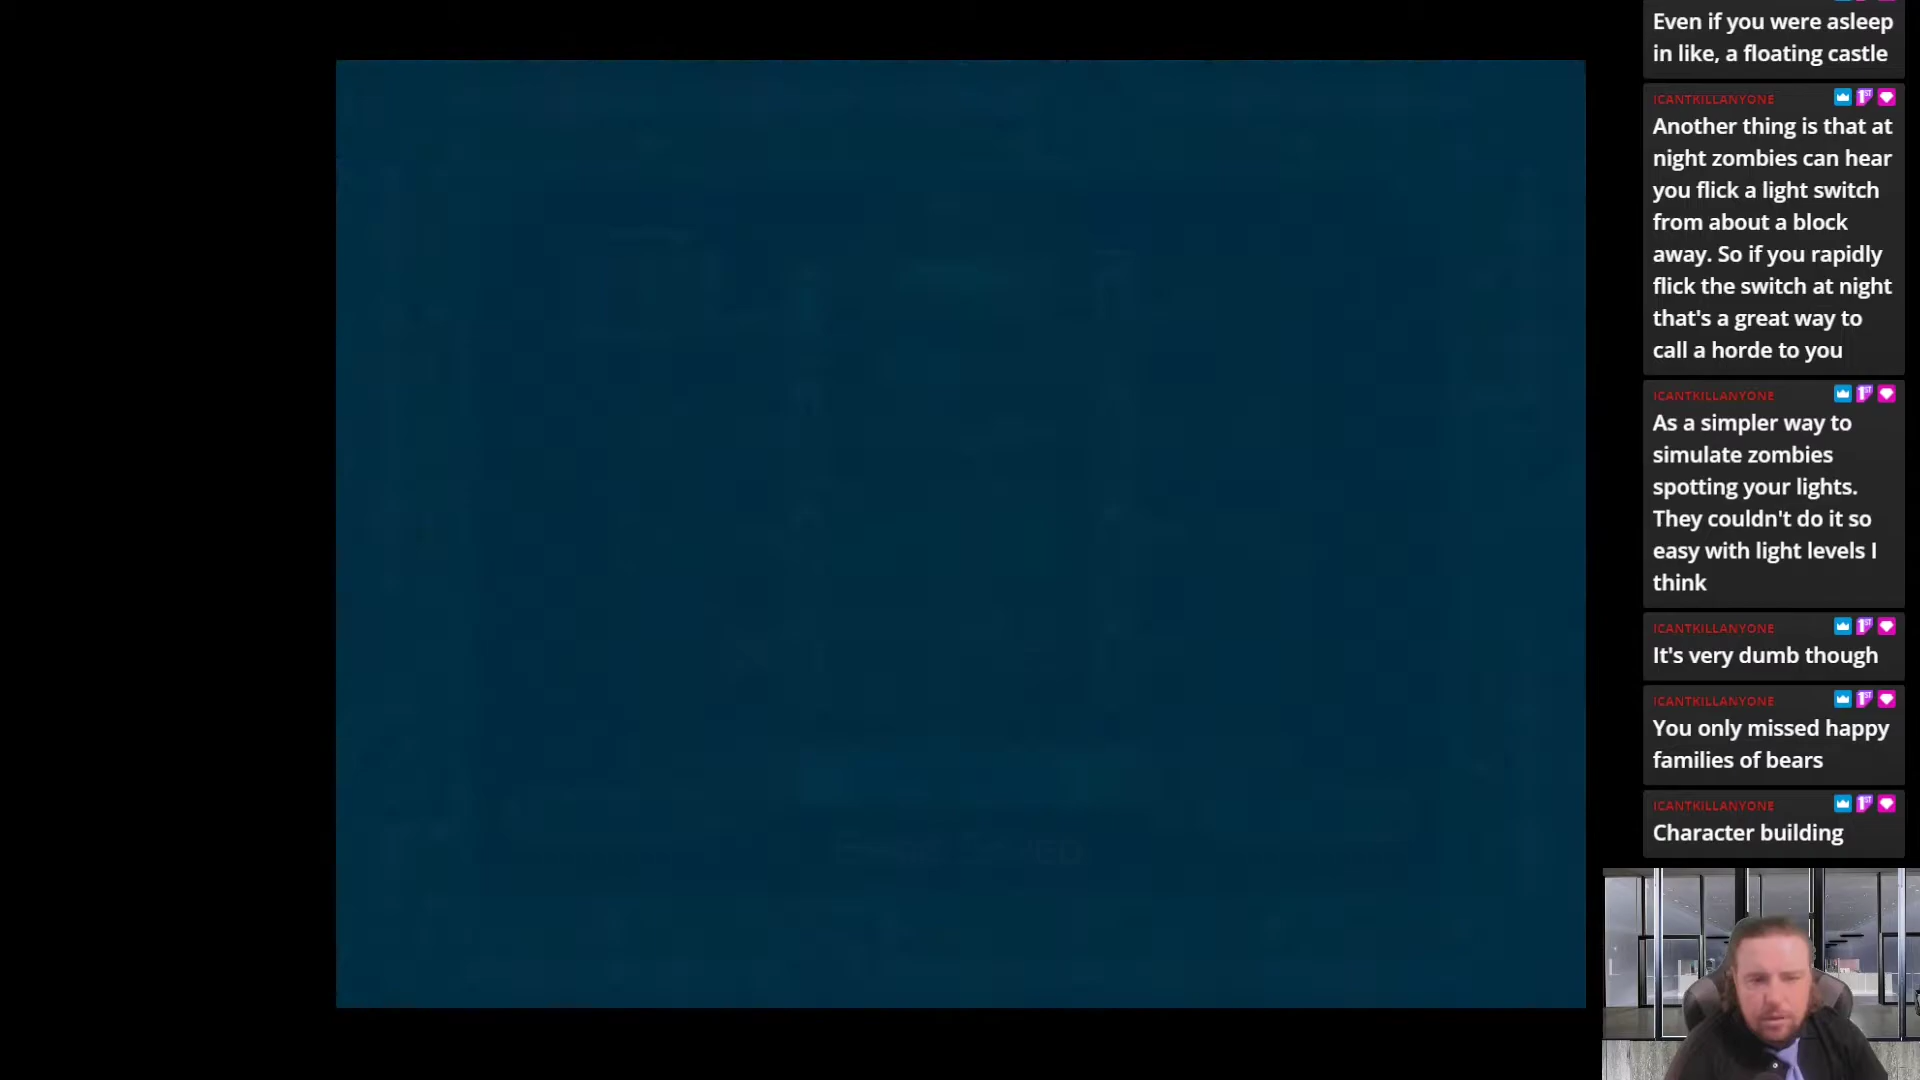 Even if you were asleep
in like, a floating castle
ICANTKILLANYONE
Another thing is that at
night zombies can hear
you flick a light switch
from about a block
away. So if you rapidly
flick the switch at night
that's a great way to
call a horde to you
ICANTKILLANYONE
As a simpler way to
simulate zombies
spotting your lights.
They couldn't do it so
easy with light levels I
think
ICANTKILLANYONE
It's very dumb though
ICANTKILLANYONE
You only missed happy
families of bears
ICANTKILLANYONE
Character building